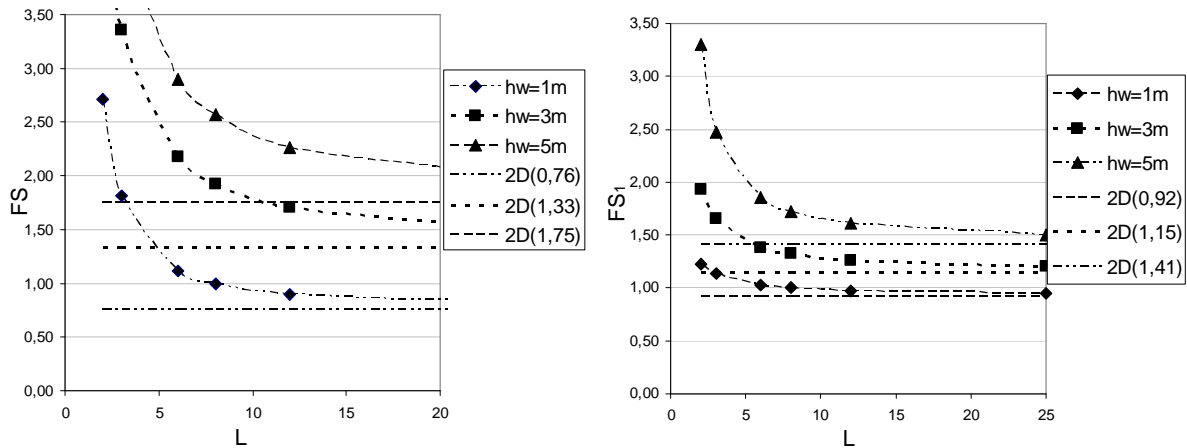 3,50
3,00
2,50
2,00
1,50
1,00
0,50
0,00
FS
0 5 10 15 20
L
hw=1m
hw=3m
hw=5m
2D(0,76)
2D(1,33)
2D(1,75)
3,50
3,00
2,50
2,00
1,50
1,00
0,50
0,00
FS1
0 5 10 15 20 25
L
hw=1m
hw=3m
hw=5m
2D(0,92)
2D(1,15)
2D(1,41)